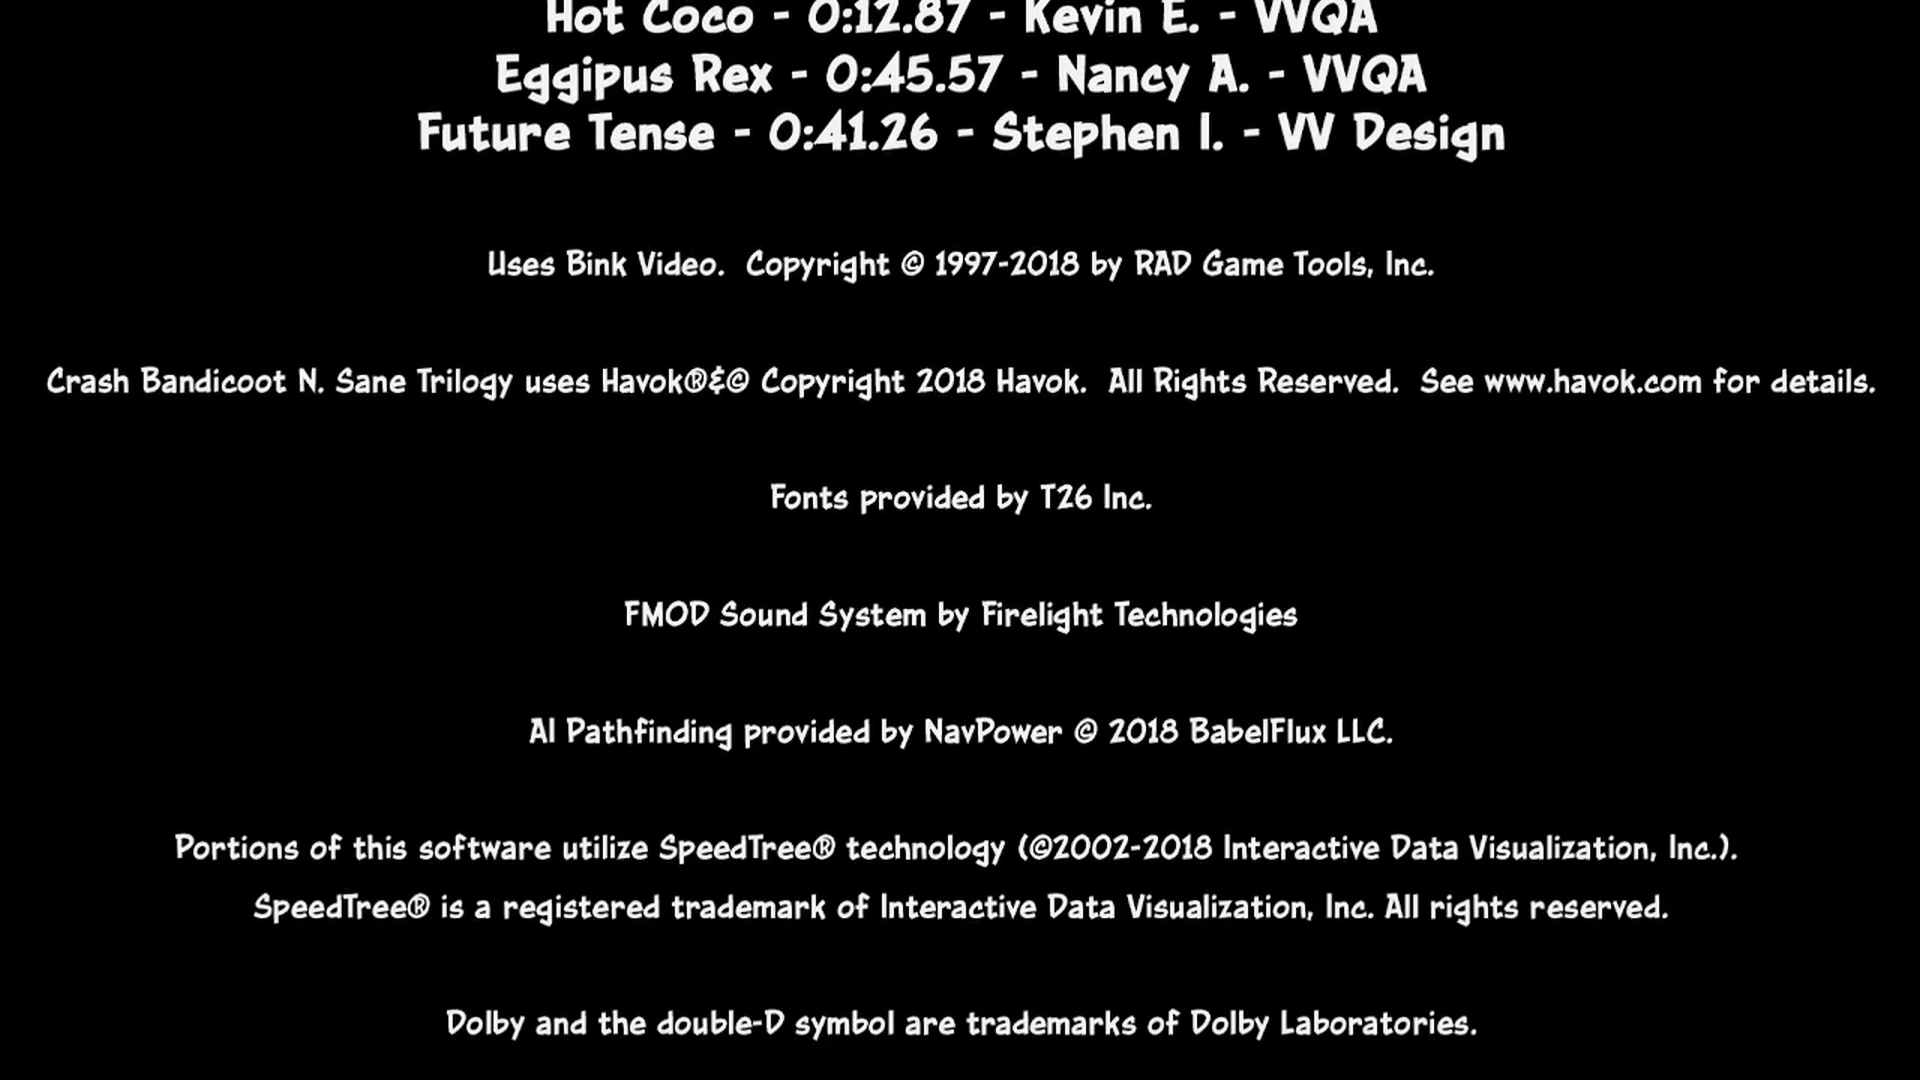 Hot Coco - 0:12.87 - Kevin E. - VVQA
Eggipus Rex - 0:45.57 - Nancy A. - VVQA
Future Tense - 0:41.26 - Stephen I. - VV Design
Uses Bink Video.  Copyright © 1997-2018 by RAD Game Tools, Inc.
Crash Bandicoot N. Sane Trilogy uses Havok®&© Copyright 2018 Havok.  All Rights Reserved.  See www.havok.com for details.
Fonts provided by T26 Inc.
FMOD Sound System by Firelight Technologies
AI Pathfinding provided by NavPower © 2018 BabelFlux LLC.
Portions of this software utilize SpeedTree® technology (©2002-2018 Interactive Data Visualization, Inc.).
SpeedTree® is a registered trademark of Interactive Data Visualization, Inc. All rights reserved.
Dolby and the double-D symbol are trademarks of Dolby Laboratories.